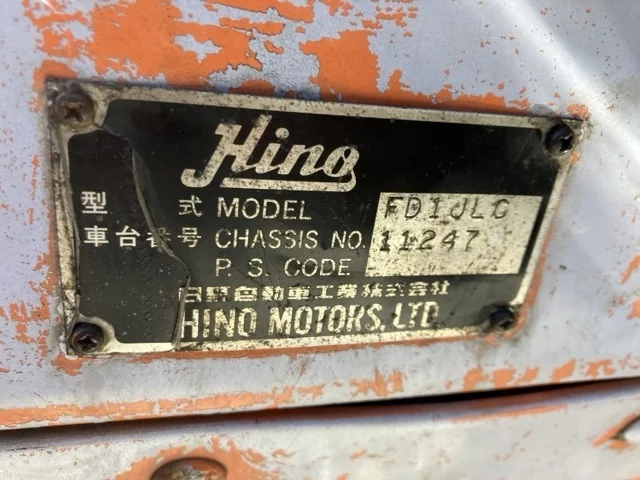 Hino
型 式 MODEL FD1JLC
車台番号 CHASSIS NO. 11247
P. S. CODE
日野自動車工業株式会社
HINO MOTORS, LTD.